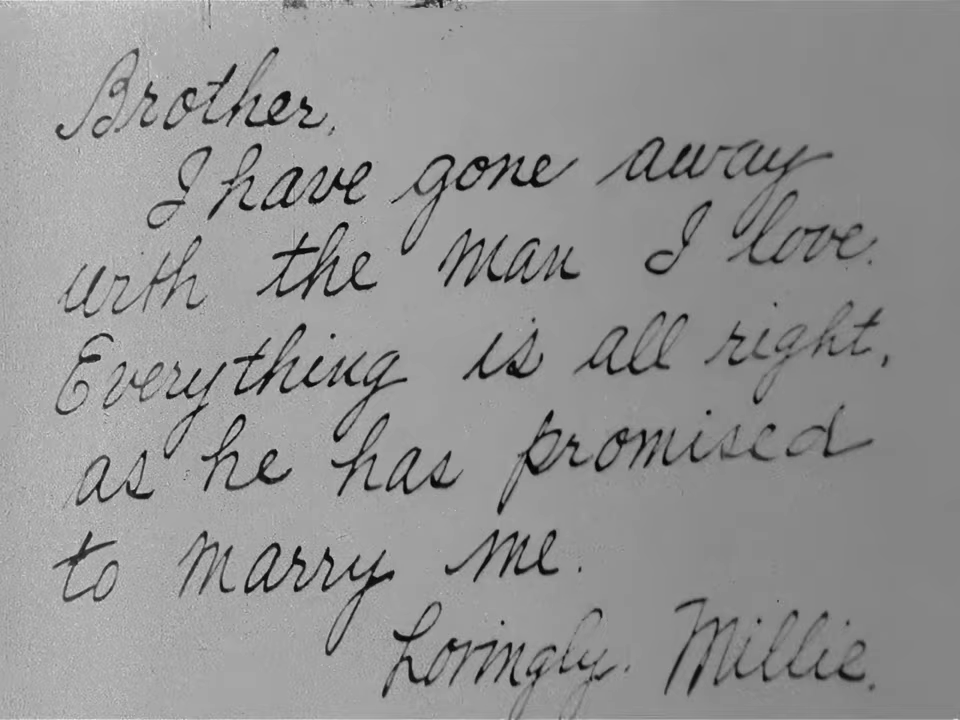 Brother,
I have gone away
with the man I love.
Everything is all right,
as he has promised
to marry me.
Lovingly. Millie.